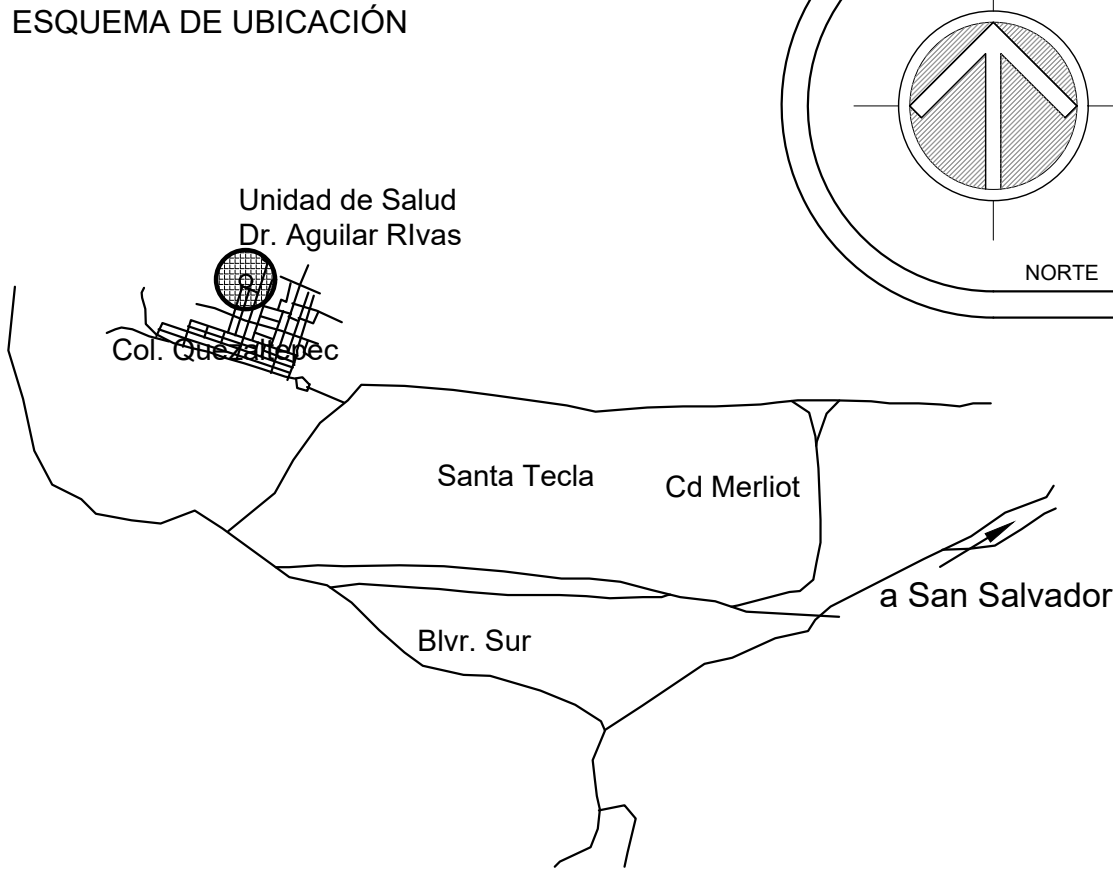 ESQUEMA DE UBICACIÓN
NORTE
Unidad de Salud
Dr. Aguilar RIvas
Col. Quezaltepec
Santa Tecla
Cd Merliot
a San Salvador
Blvr. Sur